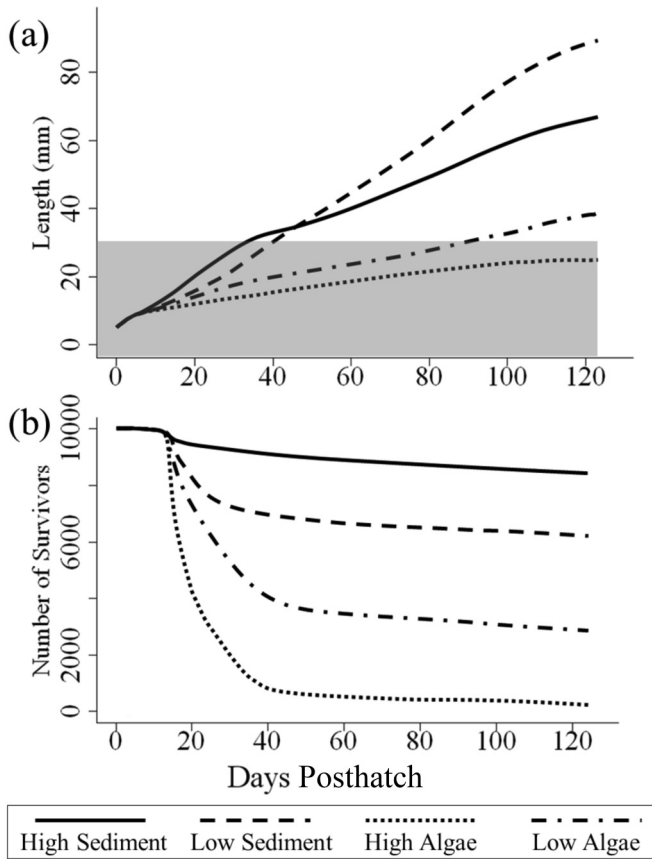 (a)
Length (mm)
80
60
40
20
0
0 20 40 60 80 100 120
(b)
Number of Survivors
10000
6000
2000
0
0 20 40 60 80 100 120
Days Posthatch
High Sediment Low Sediment High Algae Low Algae